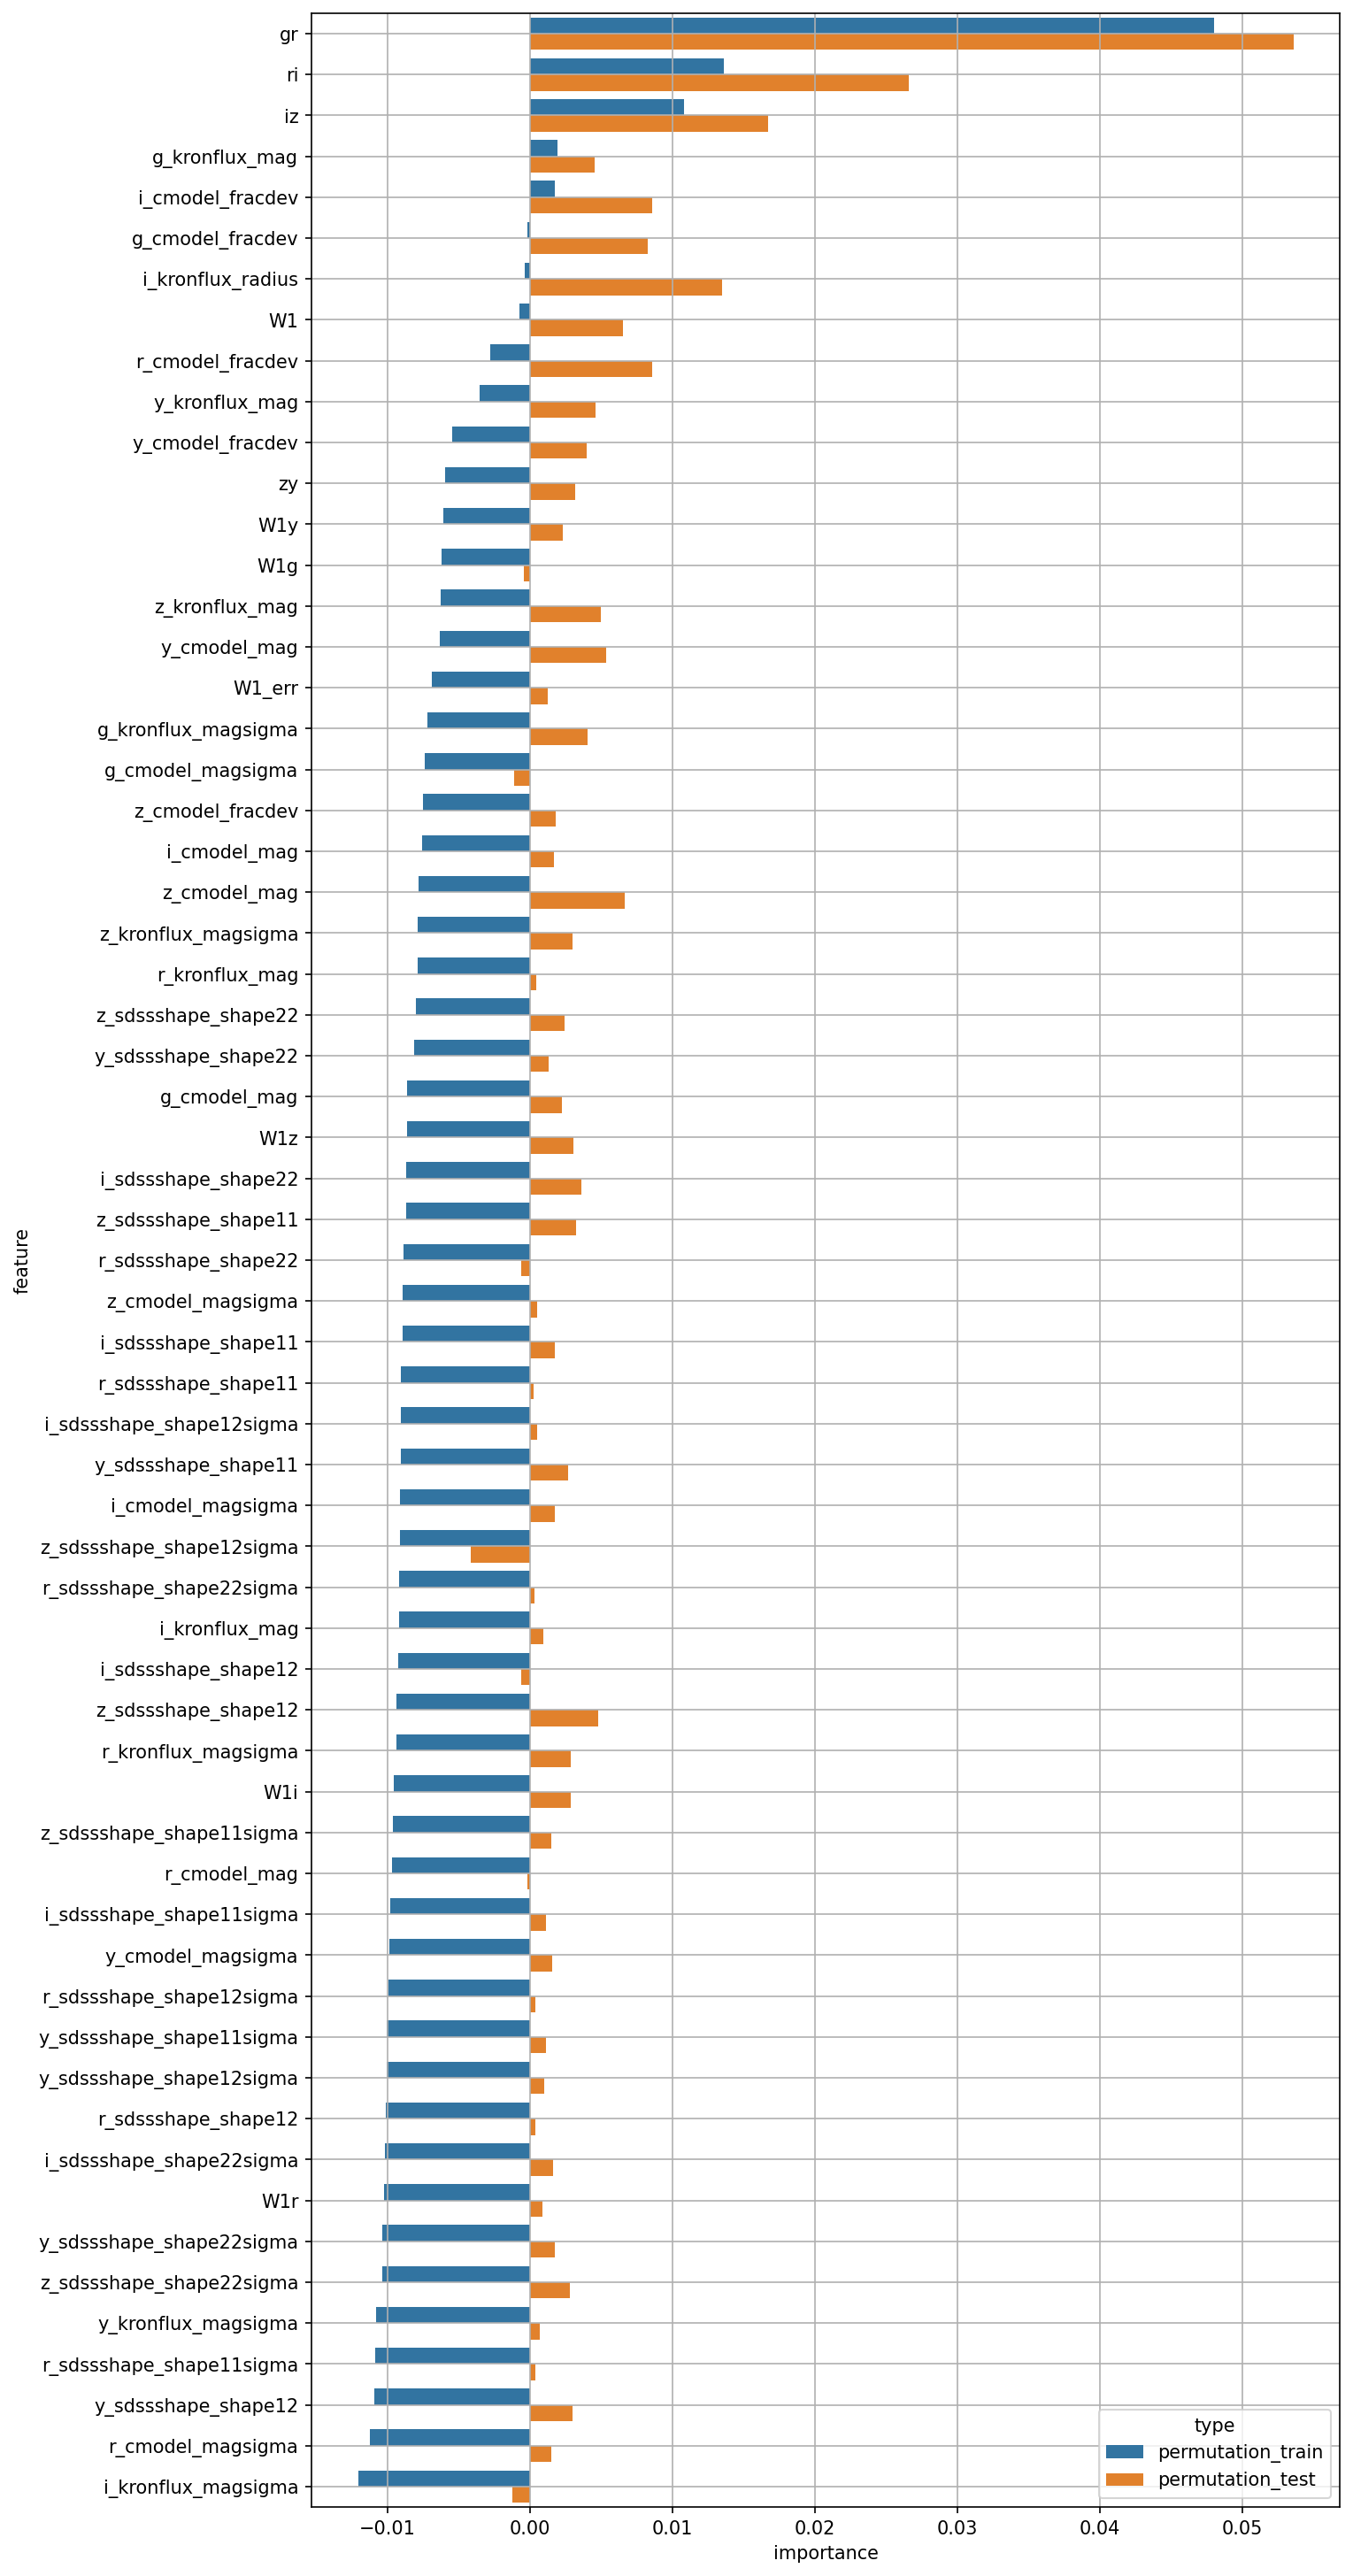 gr
ri
iz
g_kronflux_mag
i_cmodel_fracdev
g_cmodel_fracdev
i_kronflux_radius
W1
r_cmodel_fracdev
y_kronflux_mag
y_cmodel_fracdev
zy
W1y
W1g
z_kronflux_mag
y_cmodel_mag
W1_err
g_kronflux_magsigma
g_cmodel_magsigma
z_cmodel_fracdev
i_cmodel_mag
z_cmodel_mag
z_kronflux_magsigma
r_kronflux_mag
z_sdssshape_shape22
y_sdssshape_shape22
g_cmodel_mag
W1z
i_sdssshape_shape22
z_sdssshape_shape11
r_sdssshape_shape22
z_cmodel_magsigma
i_sdssshape_shape11
r_sdssshape_shape11
i_sdssshape_shape12sigma
y_sdssshape_shape11
i_cmodel_magsigma
z_sdssshape_shape12sigma
r_sdssshape_shape22sigma
i_kronflux_mag
i_sdssshape_shape12
z_sdssshape_shape12
r_kronflux_magsigma
W1i
z_sdssshape_shape11sigma
r_cmodel_mag
i_sdssshape_shape11sigma
y_cmodel_magsigma
r_sdssshape_shape12sigma
y_sdssshape_shape11sigma
y_sdssshape_shape12sigma
r_sdssshape_shape12
i_sdssshape_shape22sigma
W1r
y_sdssshape_shape22sigma
z_sdssshape_shape22sigma
y_kronflux_magsigma
r_sdssshape_shape11sigma
y_sdssshape_shape12
r_cmodel_magsigma
i_kronflux_magsigma
feature
type
permutation_train
permutation_test
−0.01 0.00 0.01 0.02 0.03 0.04 0.05
importance